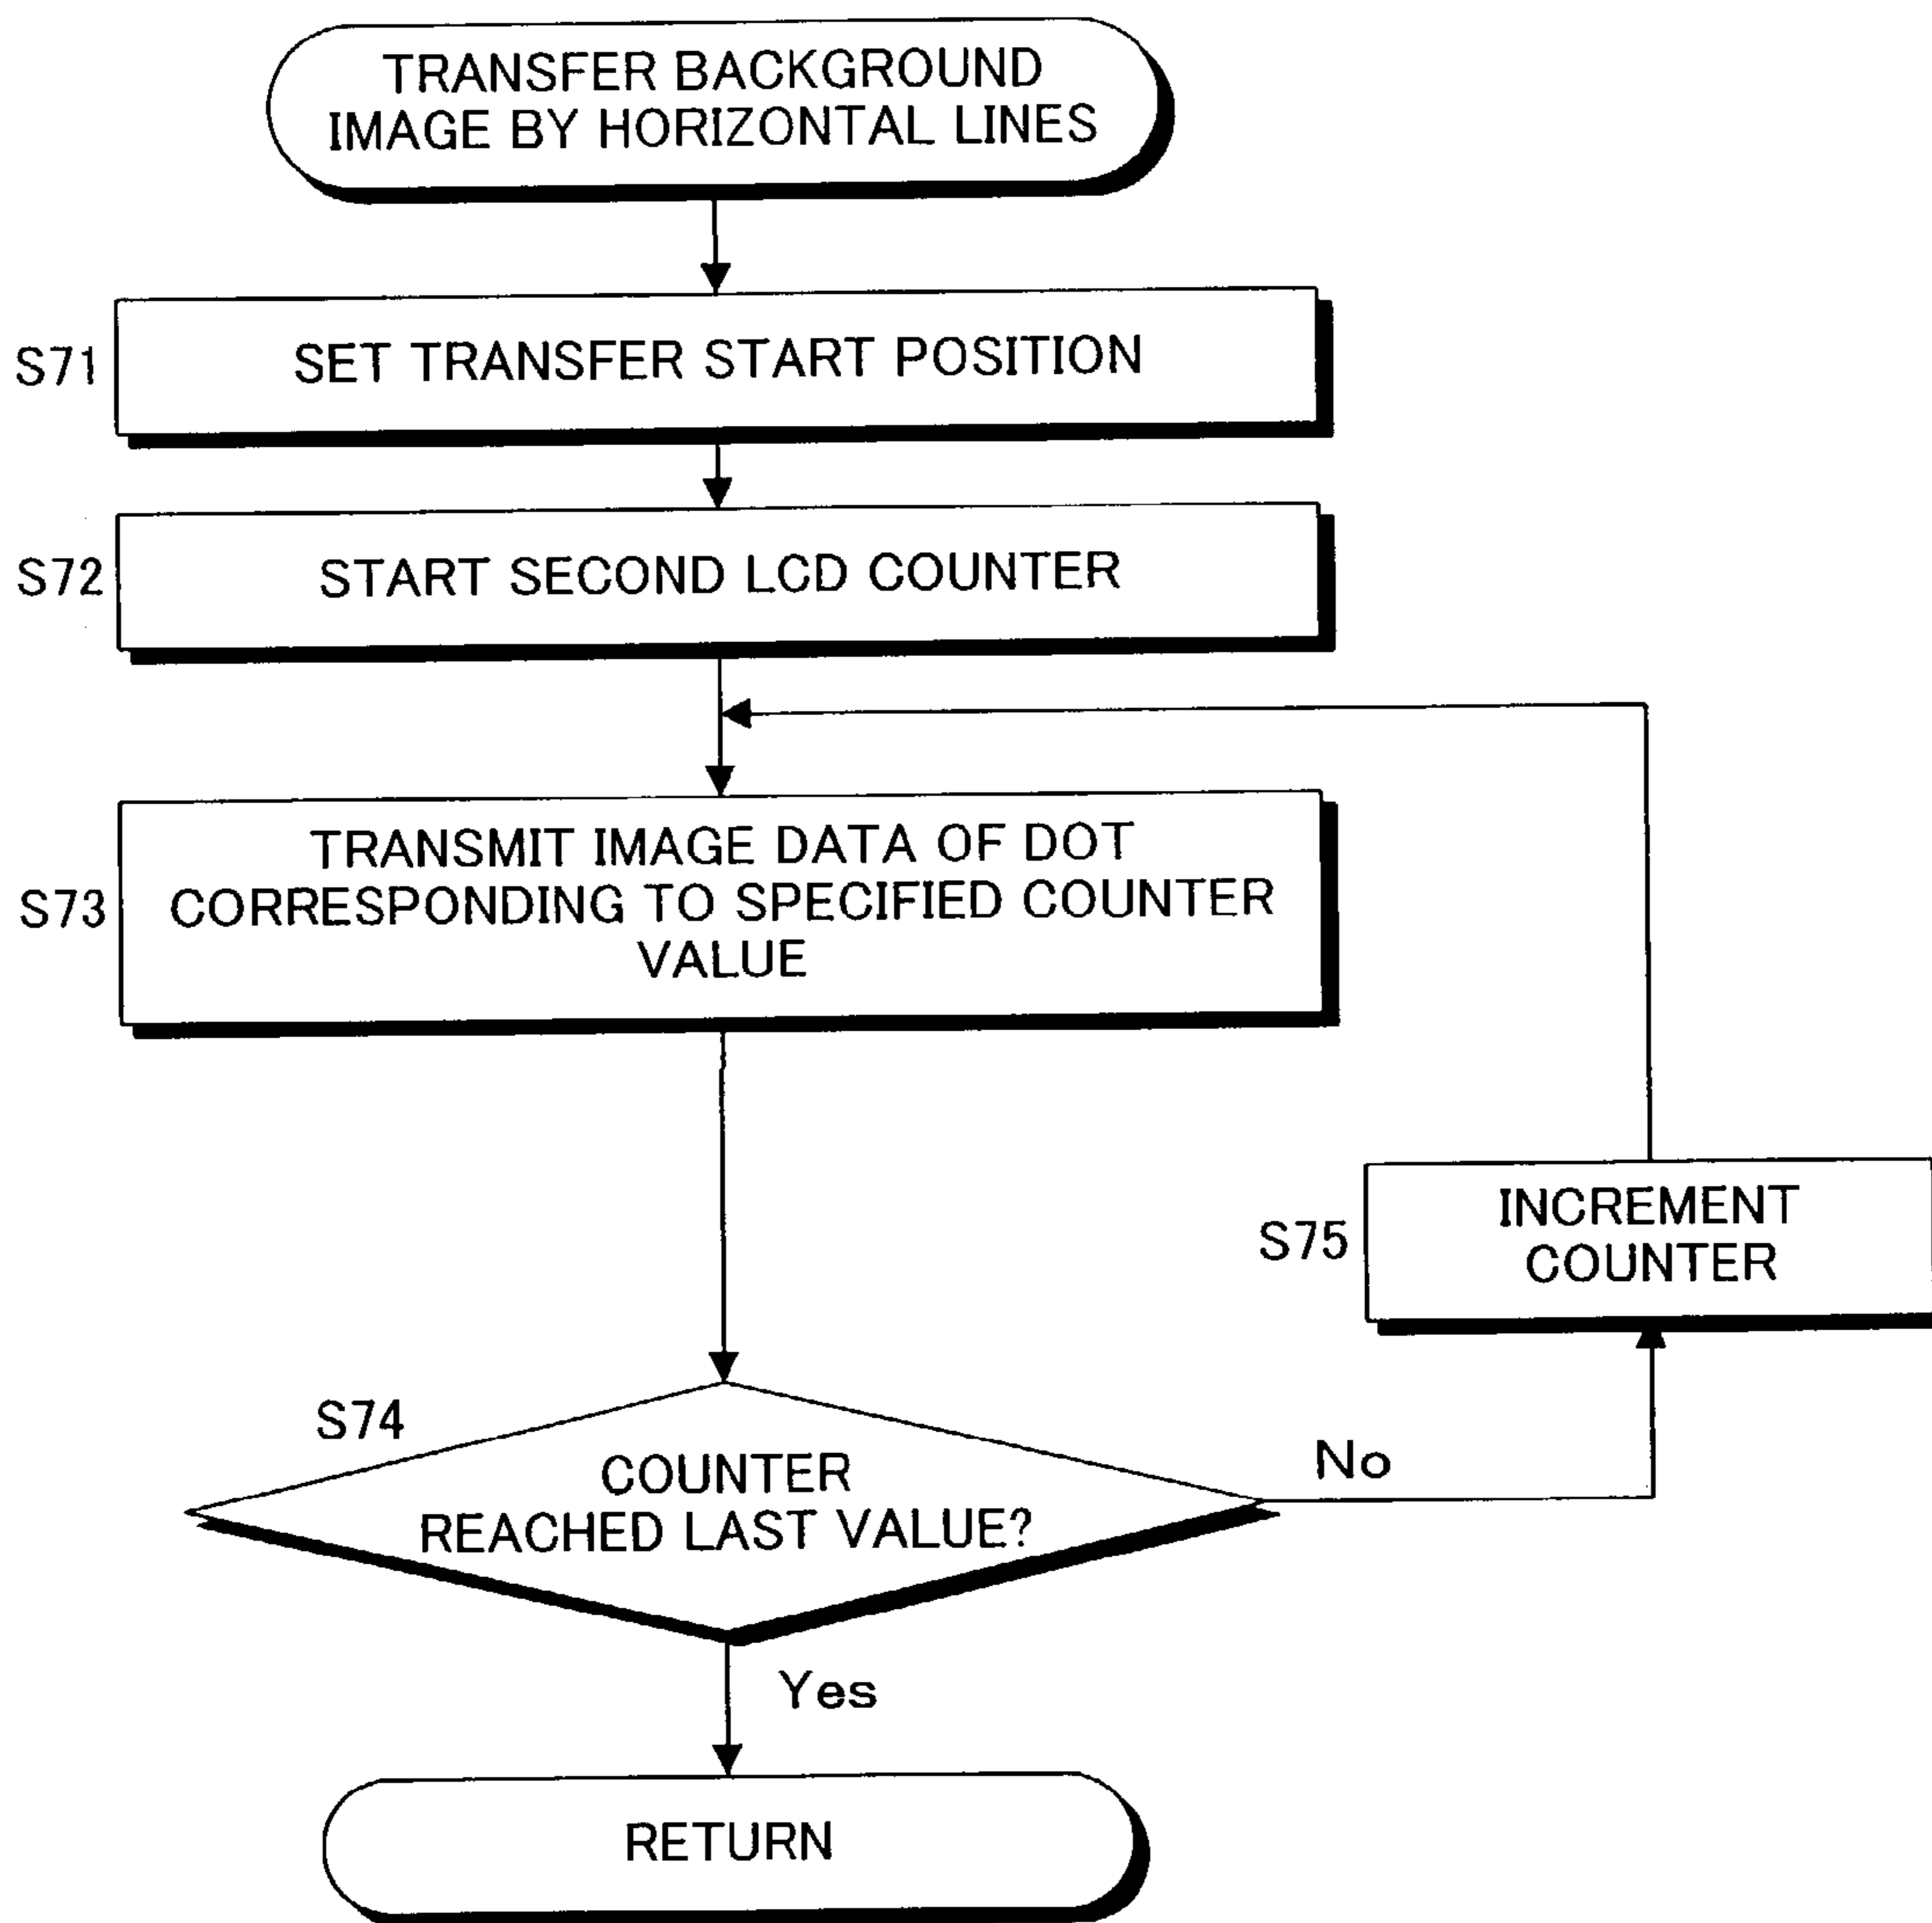 TRANSFER BACKGROUND
IMAGE BY HORIZONTAL LINES
S71
SET TRANSFER START POSITION
S72
START SECOND LCD COUNTER
S73
TRANSMIT IMAGE DATA OF DOT
CORRESPONDING TO SPECIFIED COUNTER
VALUE
S75
INCREMENT
COUNTER
S74
COUNTER
REACHED LAST VALUE?
No
Yes
RETURN